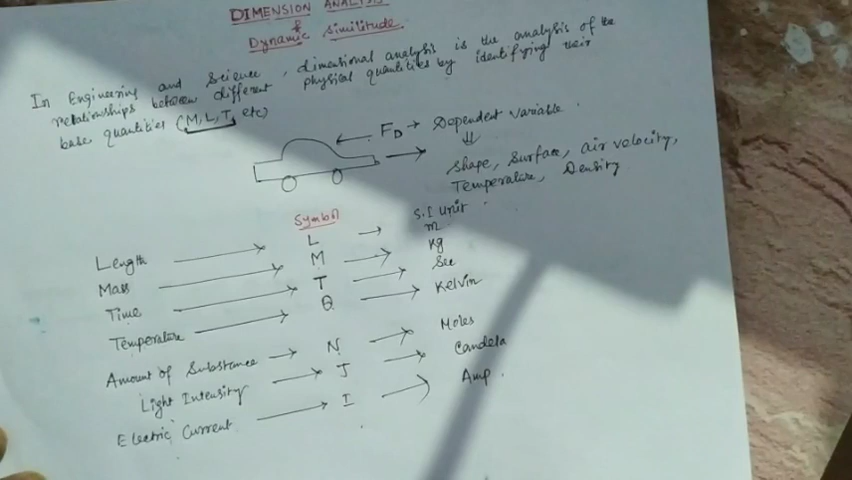 DIMENSION ANALYSIS
&
Dynamic Similitude.
In Engineering and Science, dimensional analysis is the analysis of the
relationships between different physical quantities by identifying their
base quantities (M, L, T, etc)
F_D → Dependent variable.
⇓
Shape, Surface, air velocity,
Temperature, Density
Symbol S.I Unit
Length → L → m
Mass → M → kg
Time → T → Sec
Temperature → θ → Kelvin
Amount of Substance → N → Moles
Light Intensity → J → Candela
Electric Current → I → Amp.